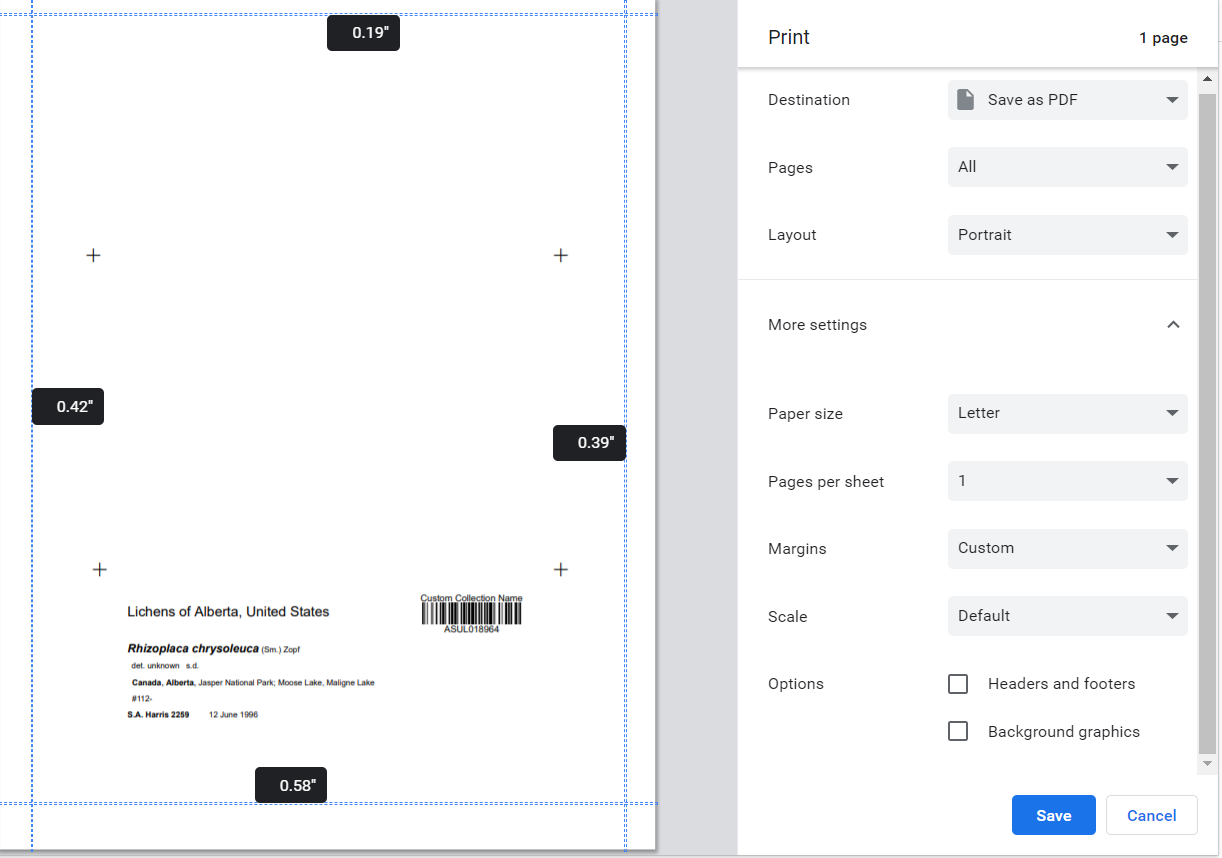 0.19"
0.42"
0.39"
Custom Collection Name
ASUL018964
Lichens of Alberta, United States
Rhizoplaca chrysoleuca (Sm.) Zopf
det. unknown s.d.
Canada, Alberta, Jasper National Park; Moose Lake, Maligne Lake
#112-
S.A. Harris 2259 12 June 1996
0.58"
Print 1 page
Destination Save as PDF
Pages All
Layout Portrait
More settings
Paper size Letter
Pages per sheet 1
Margins Custom
Scale Default
Options Headers and footers
Background graphics
Save Cancel